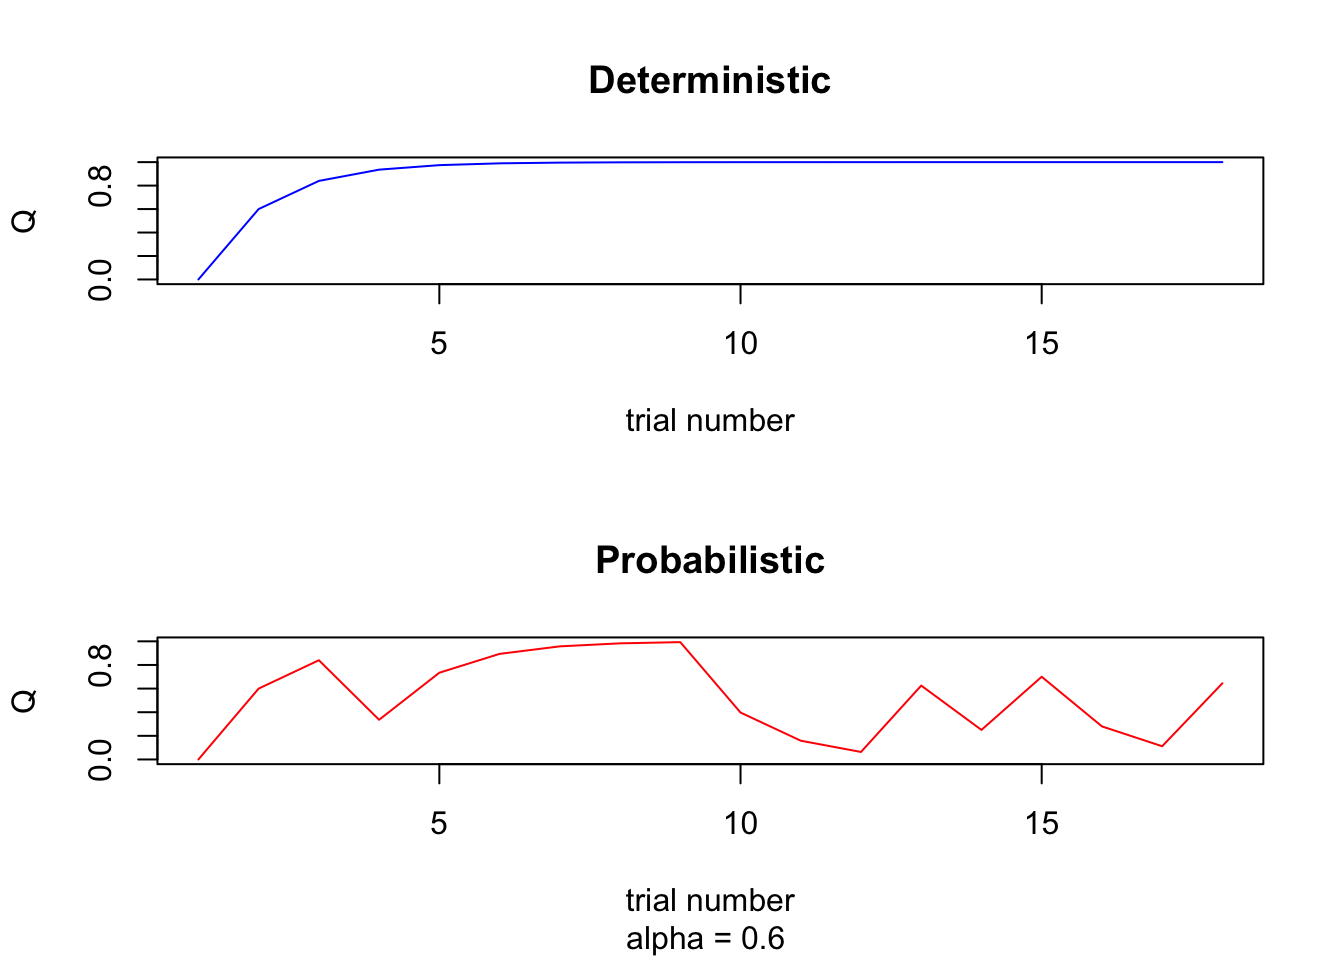 Deterministic
Q
0.8
0.0
5 10 15
trial number
Probabilistic
Q
0.8
0.0
5 10 15
trial number
alpha = 0.6